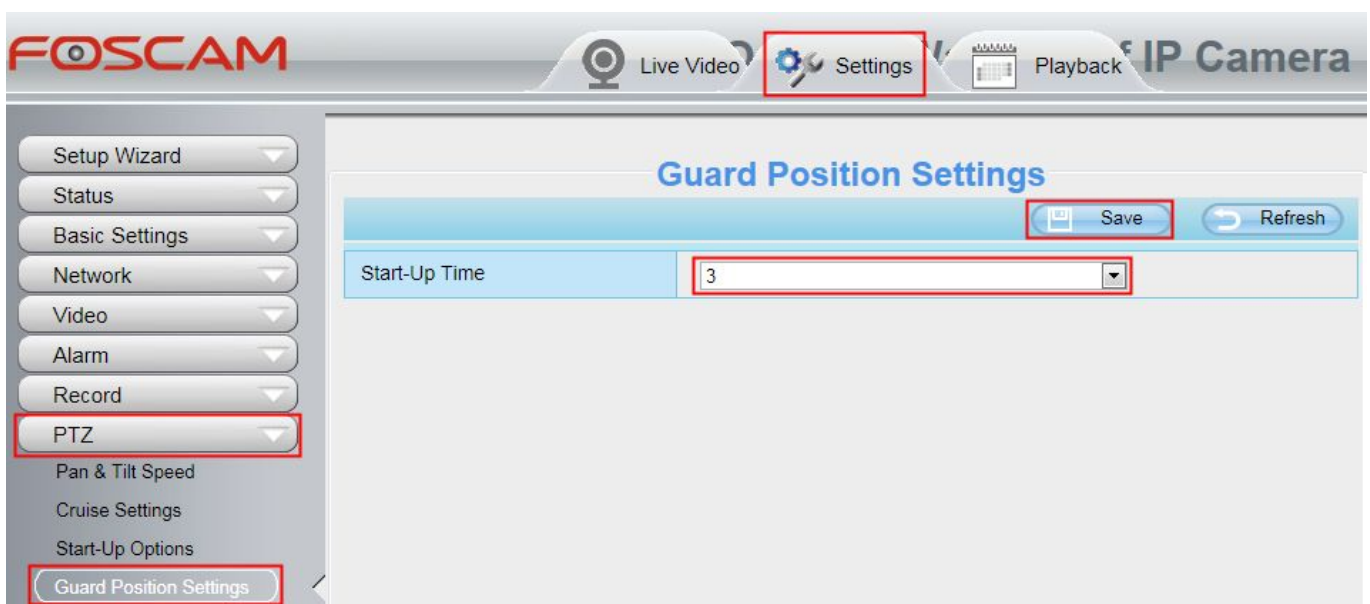 FOSCAM
Live Video
Settings
Playback
IP Camera
Setup Wizard
Status
Basic Settings
Network
Video
Alarm
Record
PTZ
Pan & Tilt Speed
Cruise Settings
Start-Up Options
Guard Position Settings
Guard Position Settings
Save
Refresh
Start-Up Time
3